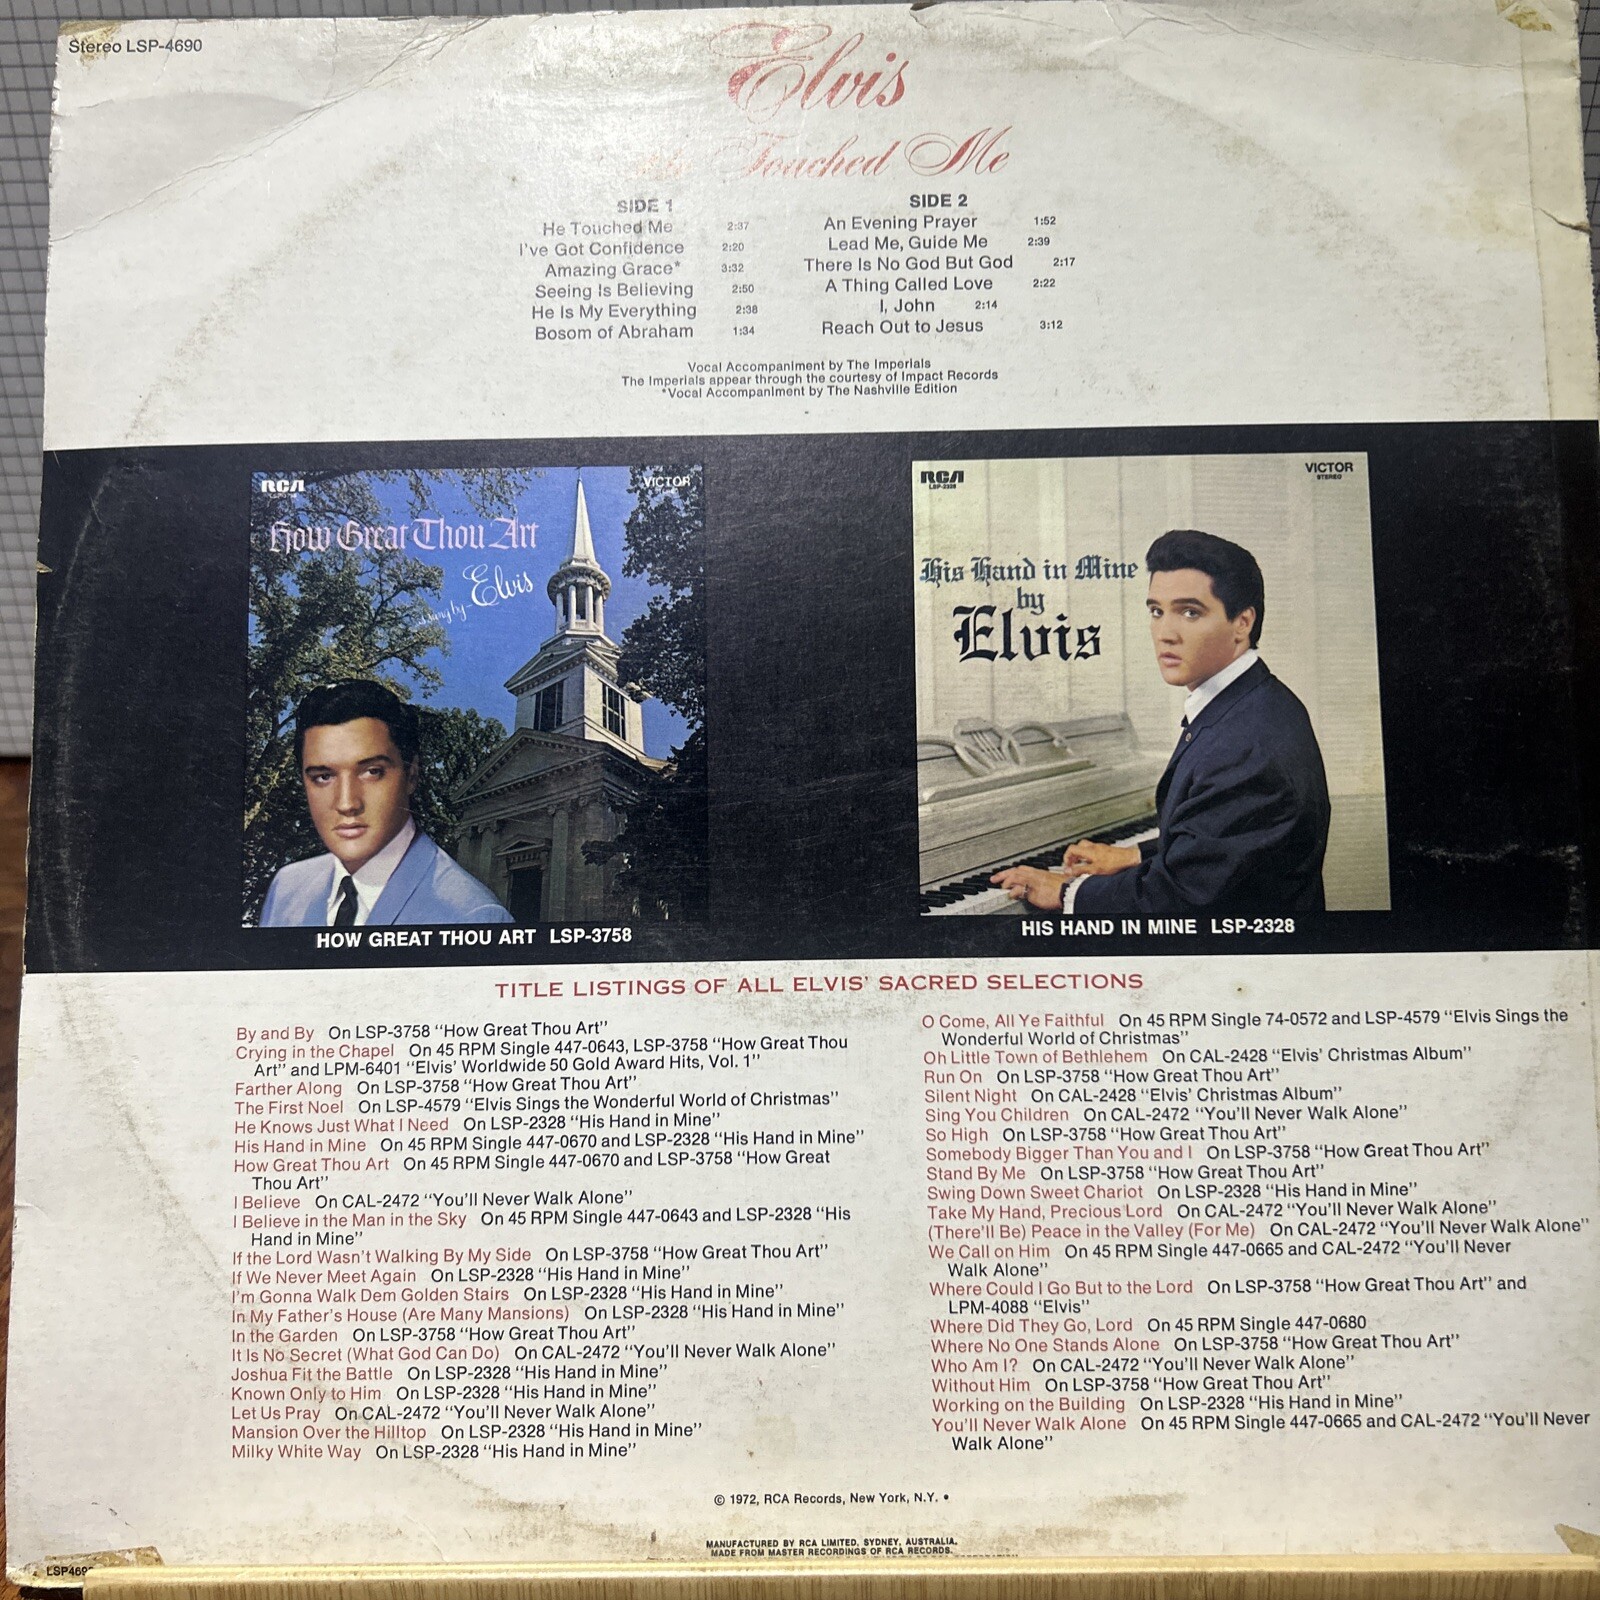 Stereo LSP-4690
Elvis
He Touched Me
SIDE 1
He Touched Me 2:37
I've Got Confidence 2:20
Amazing Grace* 3:32
Seeing Is Believing 2:50
He Is My Everything 2:38
Bosom of Abraham 1:34
SIDE 2
An Evening Prayer 1:52
Lead Me, Guide Me 2:39
There Is No God But God 2:17
A Thing Called Love 2:22
I, John 2:14
Reach Out to Jesus 3:12
Vocal Accompaniment by The Imperials
The Imperials appear through the courtesy of Impact Records
*Vocal Accompaniment by The Nashville Edition
RCA VICTOR
How Great Thou Art
as sung by Elvis
HOW GREAT THOU ART LSP-3758
RCA VICTOR
LSP-2328 STEREO
His Hand in Mine
by
Elvis
HIS HAND IN MINE LSP-2328
TITLE LISTINGS OF ALL ELVIS' SACRED SELECTIONS
By and By On LSP-3758 "How Great Thou Art"
Crying in the Chapel On 45 RPM Single 447-0643, LSP-3758 "How Great Thou
Art" and LPM-6401 "Elvis' Worldwide 50 Gold Award Hits, Vol. 1"
Farther Along On LSP-3758 "How Great Thou Art"
The First Noel On LSP-4579 "Elvis Sings the Wonderful World of Christmas"
He Knows Just What I Need On LSP-2328 "His Hand in Mine"
His Hand in Mine On 45 RPM Single 447-0670 and LSP-2328 "His Hand in Mine"
How Great Thou Art On 45 RPM Single 447-0670 and LSP-3758 "How Great
Thou Art"
I Believe On CAL-2472 "You'll Never Walk Alone"
I Believe in the Man in the Sky On 45 RPM Single 447-0643 and LSP-2328 "His
Hand in Mine"
If the Lord Wasn't Walking By My Side On LSP-3758 "How Great Thou Art"
If We Never Meet Again On LSP-2328 "His Hand in Mine"
I'm Gonna Walk Dem Golden Stairs On LSP-2328 "His Hand in Mine"
In My Father's House (Are Many Mansions) On LSP-2328 "His Hand in Mine"
In the Garden On LSP-3758 "How Great Thou Art"
It Is No Secret (What God Can Do) On CAL-2472 "You'll Never Walk Alone"
Joshua Fit the Battle On LSP-2328 "His Hand in Mine"
Known Only to Him On LSP-2328 "His Hand in Mine"
Let Us Pray On CAL-2472 "You'll Never Walk Alone"
Mansion Over the Hilltop On LSP-2328 "His Hand in Mine"
Milky White Way On LSP-2328 "His Hand in Mine"
O Come, All Ye Faithful On 45 RPM Single 74-0572 and LSP-4579 "Elvis Sings the
Wonderful World of Christmas"
Oh Little Town of Bethlehem On CAL-2428 "Elvis' Christmas Album"
Run On On LSP-3758 "How Great Thou Art"
Silent Night On CAL-2428 "Elvis' Christmas Album"
Sing You Children On CAL-2472 "You'll Never Walk Alone"
So High On LSP-3758 "How Great Thou Art"
Somebody Bigger Than You and I On LSP-3758 "How Great Thou Art"
Stand By Me On LSP-3758 "How Great Thou Art"
Swing Down Sweet Chariot On LSP-2328 "His Hand in Mine"
Take My Hand, Precious Lord On CAL-2472 "You'll Never Walk Alone"
(There'll Be) Peace in the Valley (For Me) On CAL-2472 "You'll Never Walk Alone"
We Call on Him On 45 RPM Single 447-0665 and CAL-2472 "You'll Never
Walk Alone"
Where Could I Go But to the Lord On LSP-3758 "How Great Thou Art" and
LPM-4088 "Elvis"
Where Did They Go, Lord On 45 RPM Single 447-0680
Where No One Stands Alone On LSP-3758 "How Great Thou Art"
Who Am I? On CAL-2472 "You'll Never Walk Alone"
Without Him On LSP-3758 "How Great Thou Art"
Working on the Building On LSP-2328 "His Hand in Mine"
You'll Never Walk Alone On 45 RPM Single 447-0665 and CAL-2472 "You'll Never
Walk Alone"
© 1972, RCA Records, New York, N.Y. •
MANUFACTURED BY RCA LIMITED. SYDNEY. AUSTRALIA.
MADE FROM MASTER RECORDINGS OF RCA RECORDS.